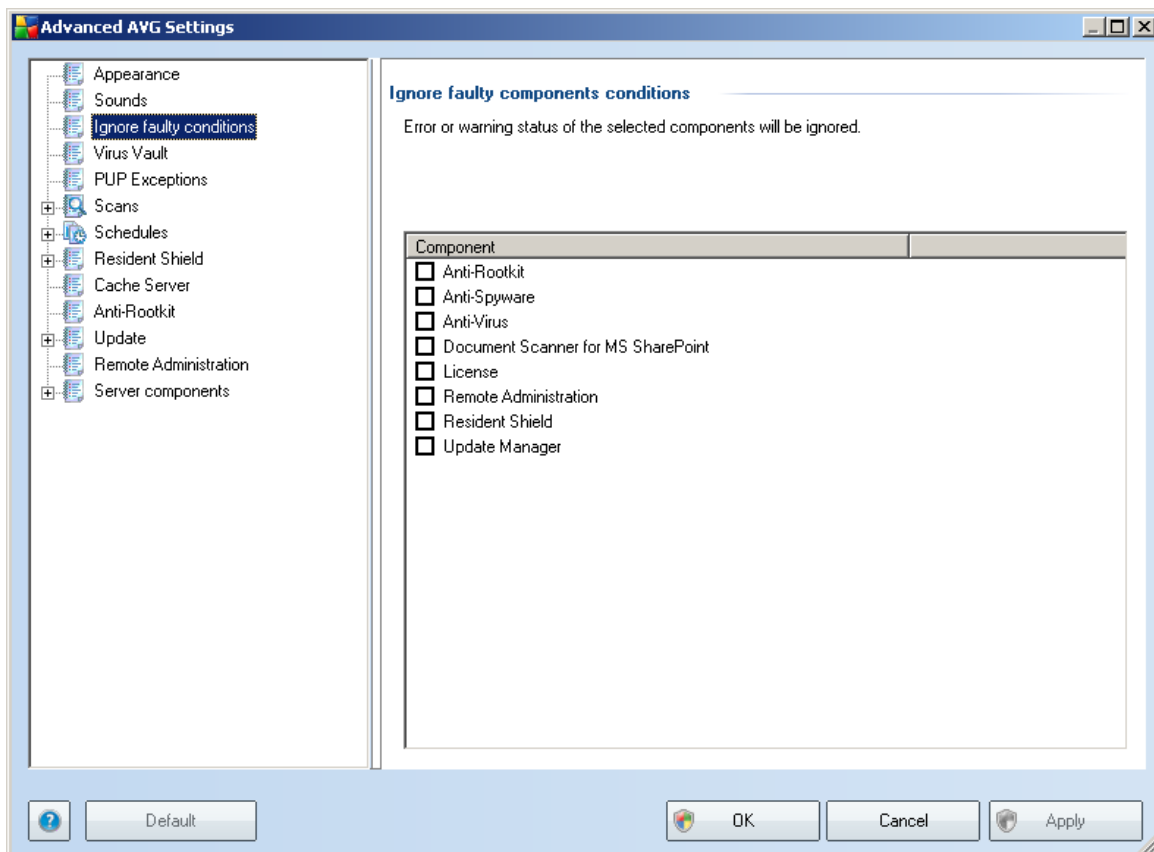 Advanced AVG Settings
Appearance
Sounds
Ignore faulty conditions
Virus Vault
PUP Exceptions
Scans
Schedules
Resident Shield
Cache Server
Anti-Rootkit
Update
Remote Administration
Server components
Ignore faulty components conditions
Error or warning status of the selected components will be ignored.
Component
Anti-Rootkit
Anti-Spyware
Anti-Virus
Document Scanner for MS SharePoint
License
Remote Administration
Resident Shield
Update Manager
? Default OK Cancel Apply